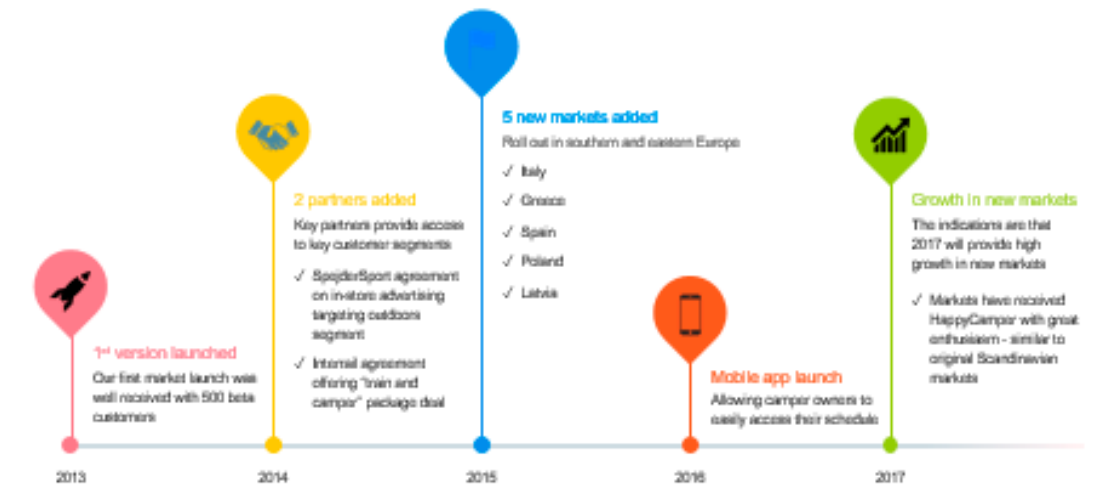 5 new markets added
Roll out in southern and eastern Europe
✓ Italy
✓ Greece
✓ Spain
✓ Poland
✓ Latvia
2 partners added
Key partners provide access
to key customer segments
✓ SpejderSport agreement
on in-store advertising
targeting outdoors
segment
✓ Interrail agreement
offering "train and
camper" package deal
Growth in new markets
The indications are that
2017 will provide high
growth in new markets
✓ Markets have received
HappyCamper with great
enthusiasm - similar to
original Scandinavian
markets
1st version launched
Our first market launch was
well received with 500 beta
customers
Mobile app launch
Allowing camper owners to
easily access their schedule
2013
2014
2015
2016
2017